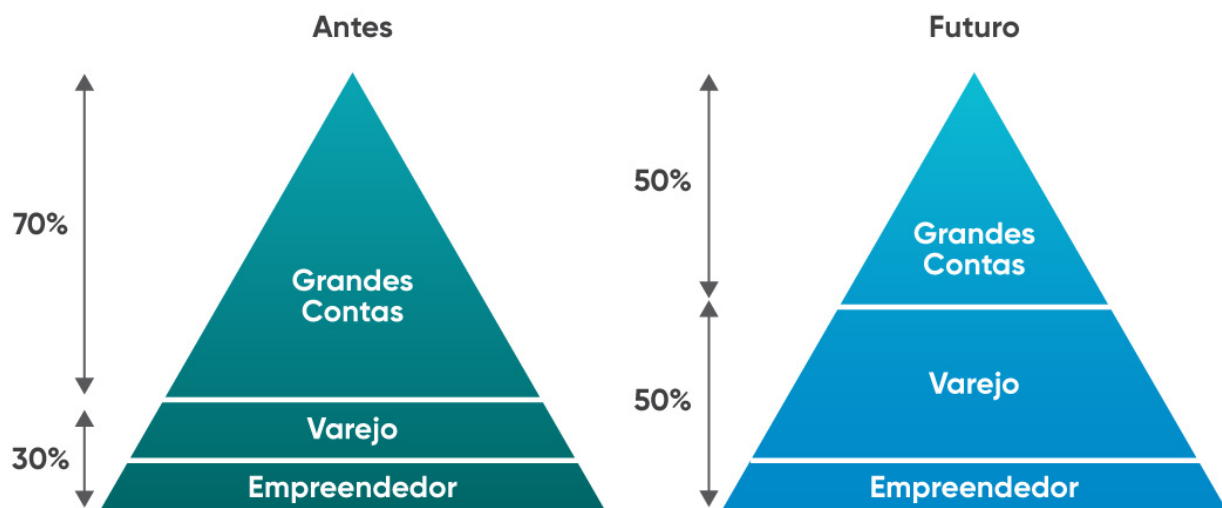 Antes
70%
Grandes
Contas
30%
Varejo
Empreendedor
Futuro
50%
Grandes
Contas
50%
Varejo
Empreendedor